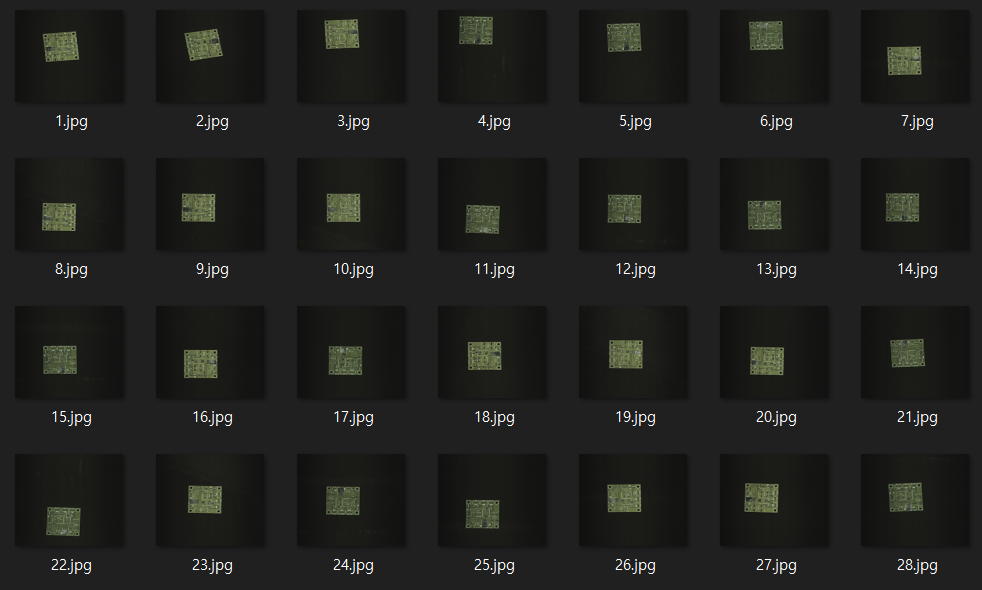 1.jpg 2.jpg 3.jpg 4.jpg 5.jpg 6.jpg 7.jpg
8.jpg 9.jpg 10.jpg 11.jpg 12.jpg 13.jpg 14.jpg
15.jpg 16.jpg 17.jpg 18.jpg 19.jpg 20.jpg 21.jpg
22.jpg 23.jpg 24.jpg 25.jpg 26.jpg 27.jpg 28.jpg